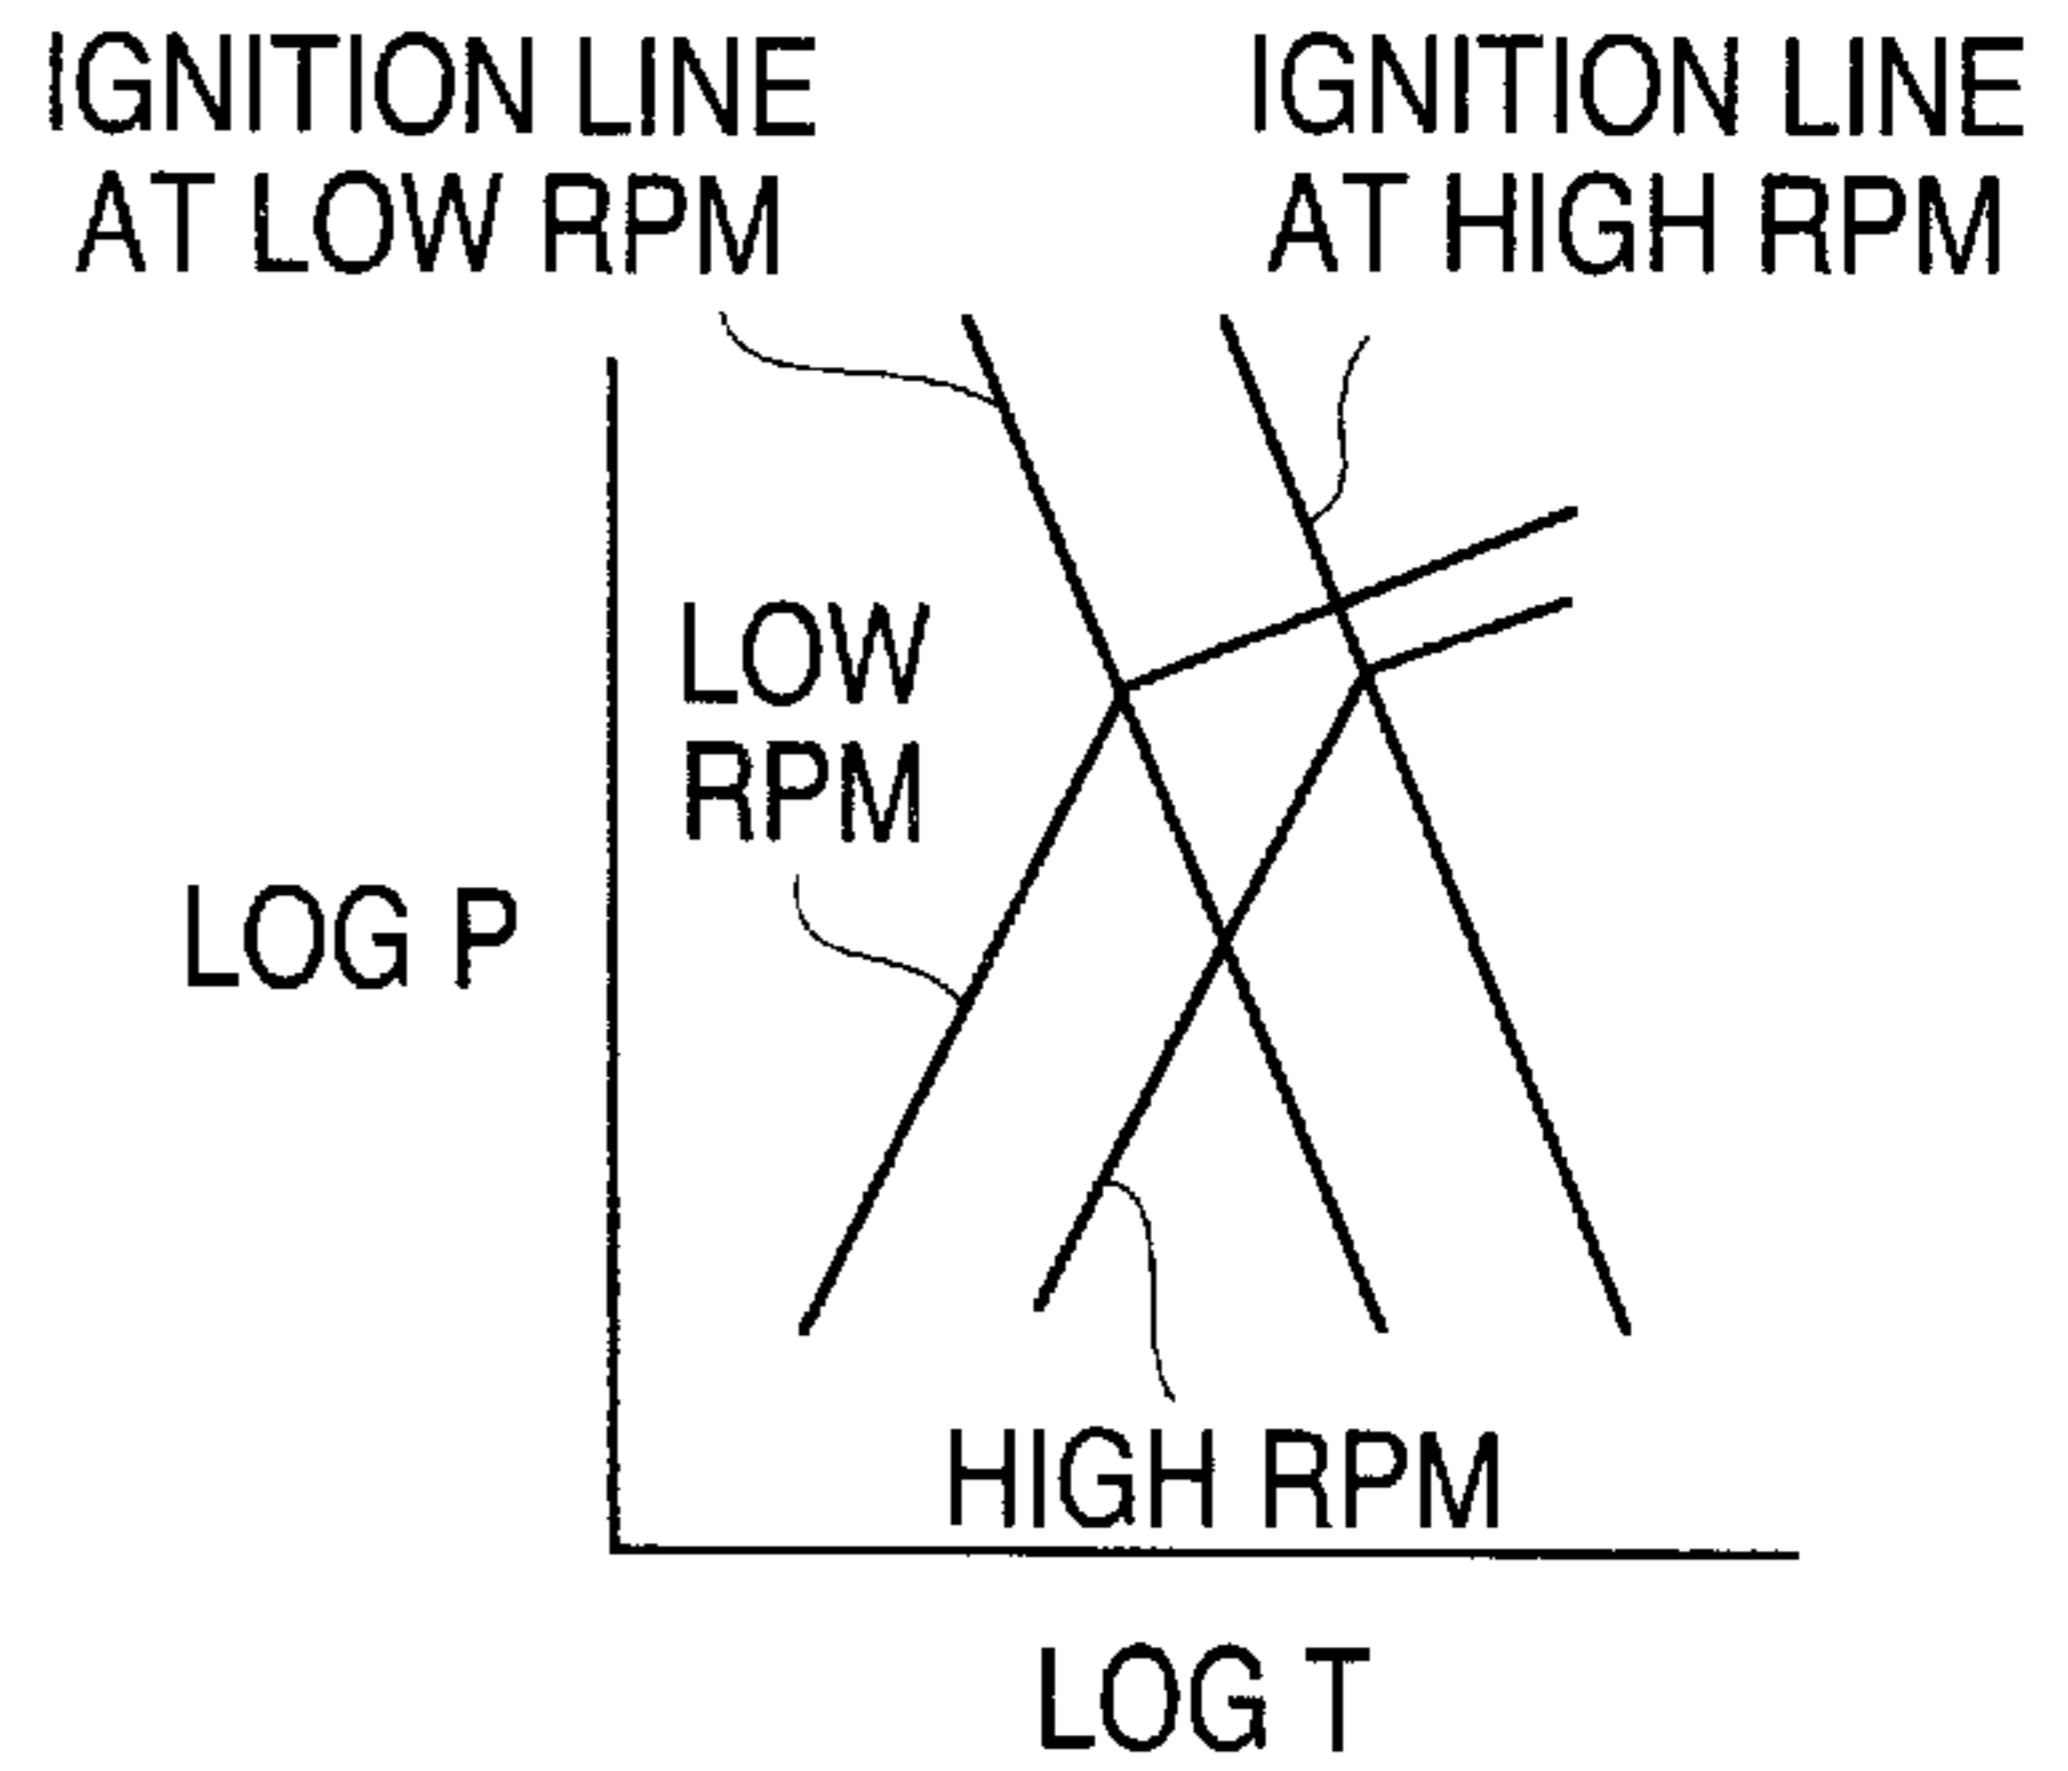 IGNITION LINE
AT LOW RPM
IGNITION LINE
AT HIGH RPM
LOW
RPM
LOG P
HIGH RPM
LOG T